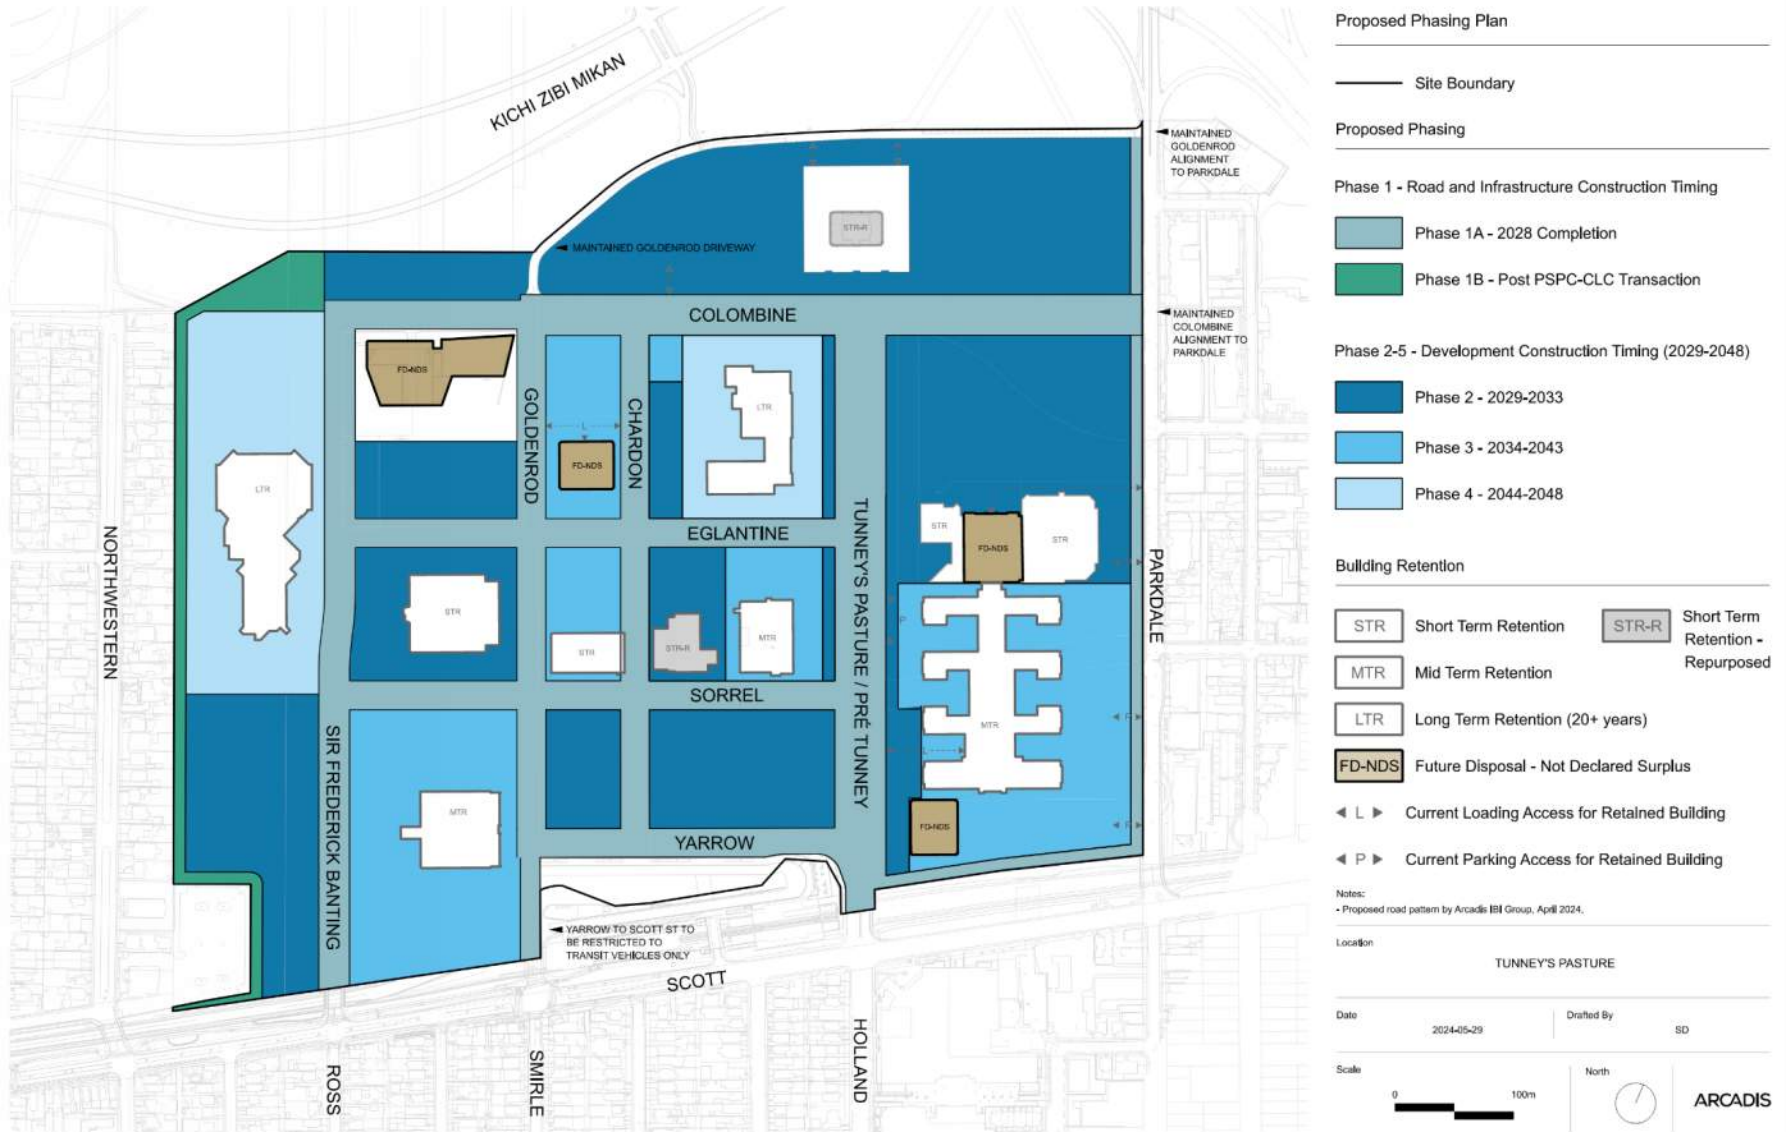 KICHI ZIBI MIKAN
MAINTAINED
GOLDENROD
ALIGNMENT
TO PARKDALE
STR-R
MAINTAINED GOLDENROD DRIVEWAY
COLOMBINE
MAINTAINED
COLOMBINE
ALIGNMENT TO
PARKDALE
FD-NDS
GOLDENROD
L
FD-NDS
CHARDON
LTR
LTR
NORTHWESTERN
EGLANTINE
TUNNEY'S PASTURE / PRÉ TUNNEY
STR
FD-NDS
STR
PARKDALE
STR
STR
STR-R
MTR
P
SORREL
SIR FREDERICK BANTING
MTR
MTR
P
L
FD-NDS
P
YARROW
YARROW TO SCOTT ST TO
BE RESTRICTED TO
TRANSIT VEHICLES ONLY
SCOTT
ROSS
SMIRLE
HOLLAND
Proposed Phasing Plan
Site Boundary
Proposed Phasing
Phase 1 - Road and Infrastructure Construction Timing
Phase 1A - 2028 Completion
Phase 1B - Post PSPC-CLC Transaction
Phase 2-5 - Development Construction Timing (2029-2048)
Phase 2 - 2029-2033
Phase 3 - 2034-2043
Phase 4 - 2044-2048
Building Retention
STR Short Term Retention
STR-R Short Term
Retention -
Repurposed
MTR Mid Term Retention
LTR Long Term Retention (20+ years)
FD-NDS Future Disposal - Not Declared Surplus
◄ L ► Current Loading Access for Retained Building
◄ P ► Current Parking Access for Retained Building
Notes:
- Proposed road pattern by Arcadis IBI Group, April 2024.
Location
TUNNEY'S PASTURE
Date
2024-05-29
Drafted By
SD
Scale
0 100m
North
ARCADIS